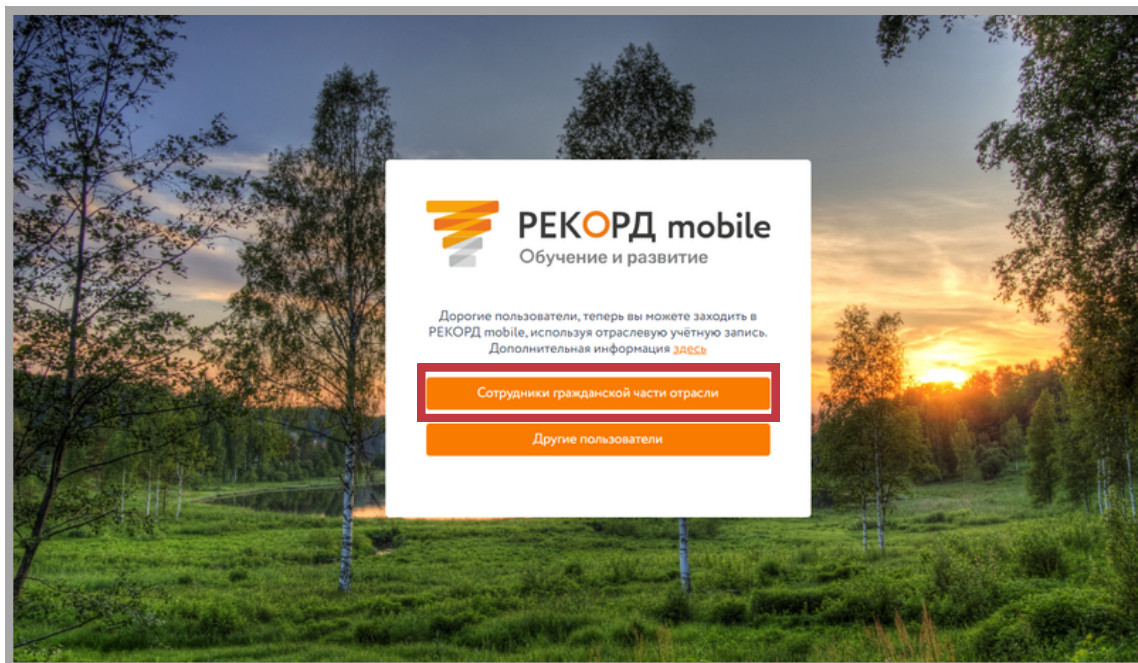 РЕКОРД mobile
Обучение и развитие
Дорогие пользователи, теперь вы можете заходить в
РЕКОРД mobile, используя отраслевую учётную запись.
Дополнительная информация здесь
Сотрудники гражданской части отрасли
Другие пользователи